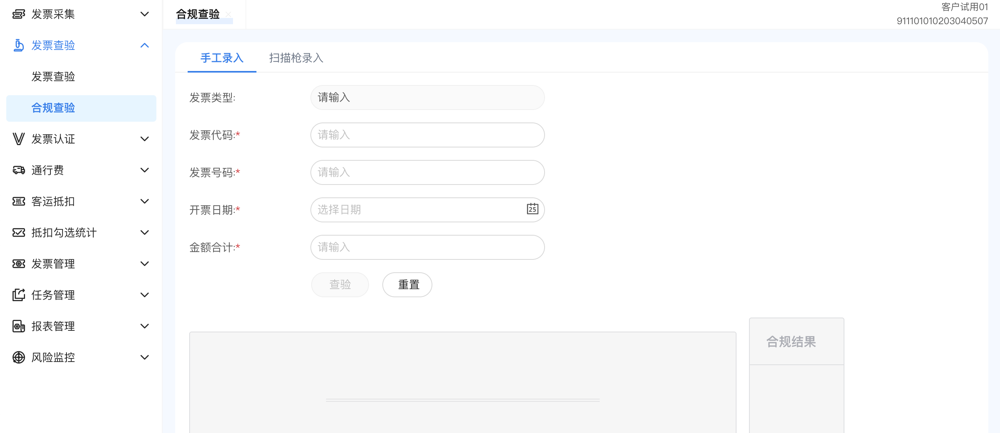 发票采集
发票查验
发票查验
合规查验
发票认证
通行费
客运抵扣
抵扣勾选统计
发票管理
任务管理
报表管理
风险监控
合规查验
客户试用01
911101010203040507
手工录入
扫描枪录入
发票类型:
请输入
发票代码:*
请输入
发票号码:*
请输入
开票日期:*
选择日期
25
金额合计:*
请输入
查验
重置
合规结果